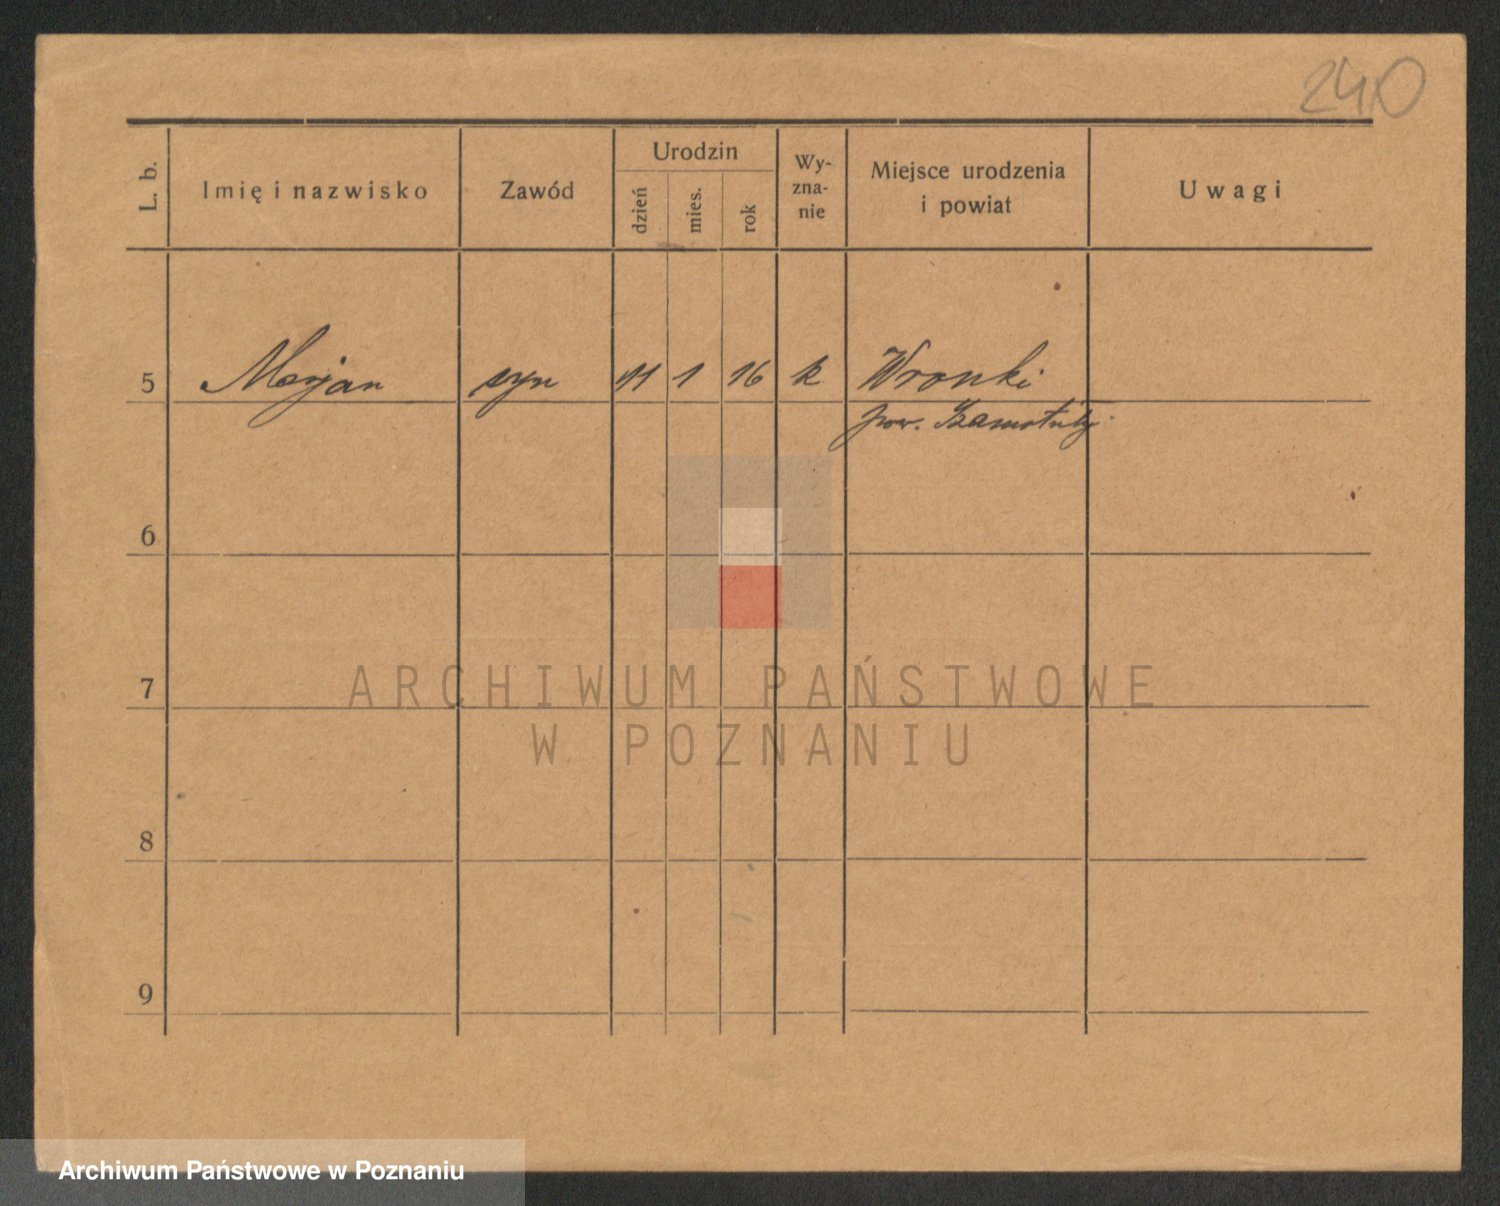 240
L. b. Imię i nazwisko Zawód Urodzin Wy- Miejsce urodzenia Uwagi
dzień mies. rok zna- i powiat
nie
5 Marjan syn 11 1 16 k Wronki
pow. Szamotuły
6
7
ARCHIWUM PAŃSTWOWE
W POZNANIU
8
9
Archiwum Państwowe w Poznaniu